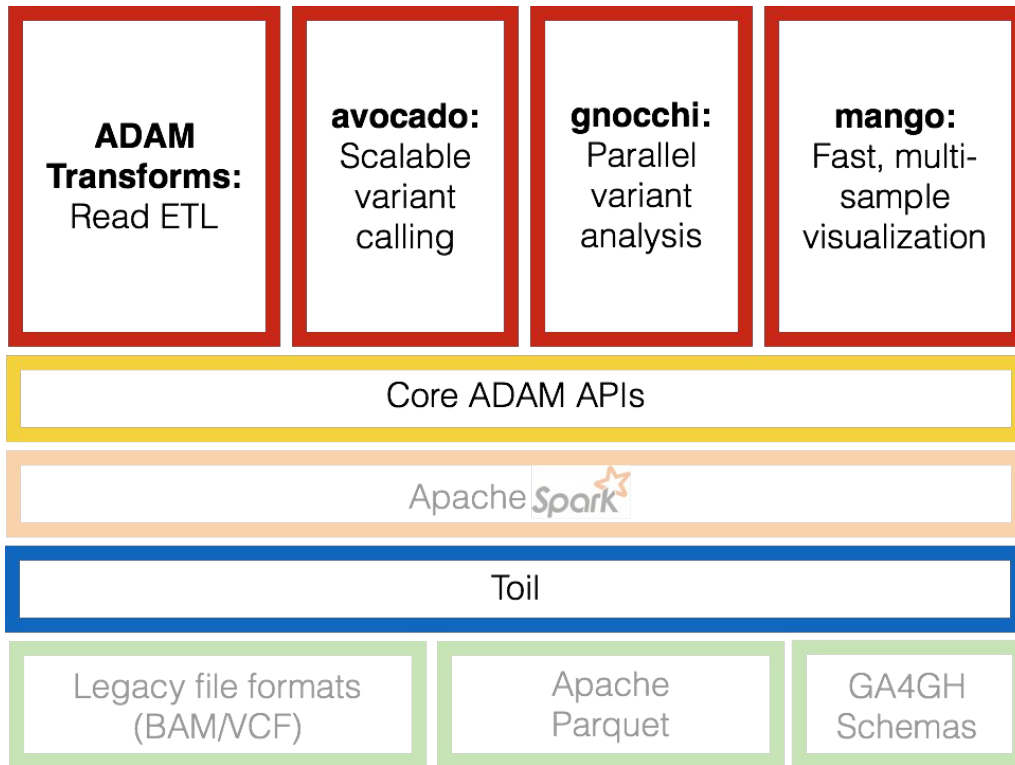 ADAM
Transforms:
Read ETL
avocado:
Scalable
variant
calling
gnocchi:
Parallel
variant
analysis
mango:
Fast, multi-
sample
visualization
Core ADAM APIs
Apache Spark
Toil
Legacy file formats
(BAM/VCF)
Apache
Parquet
GA4GH
Schemas